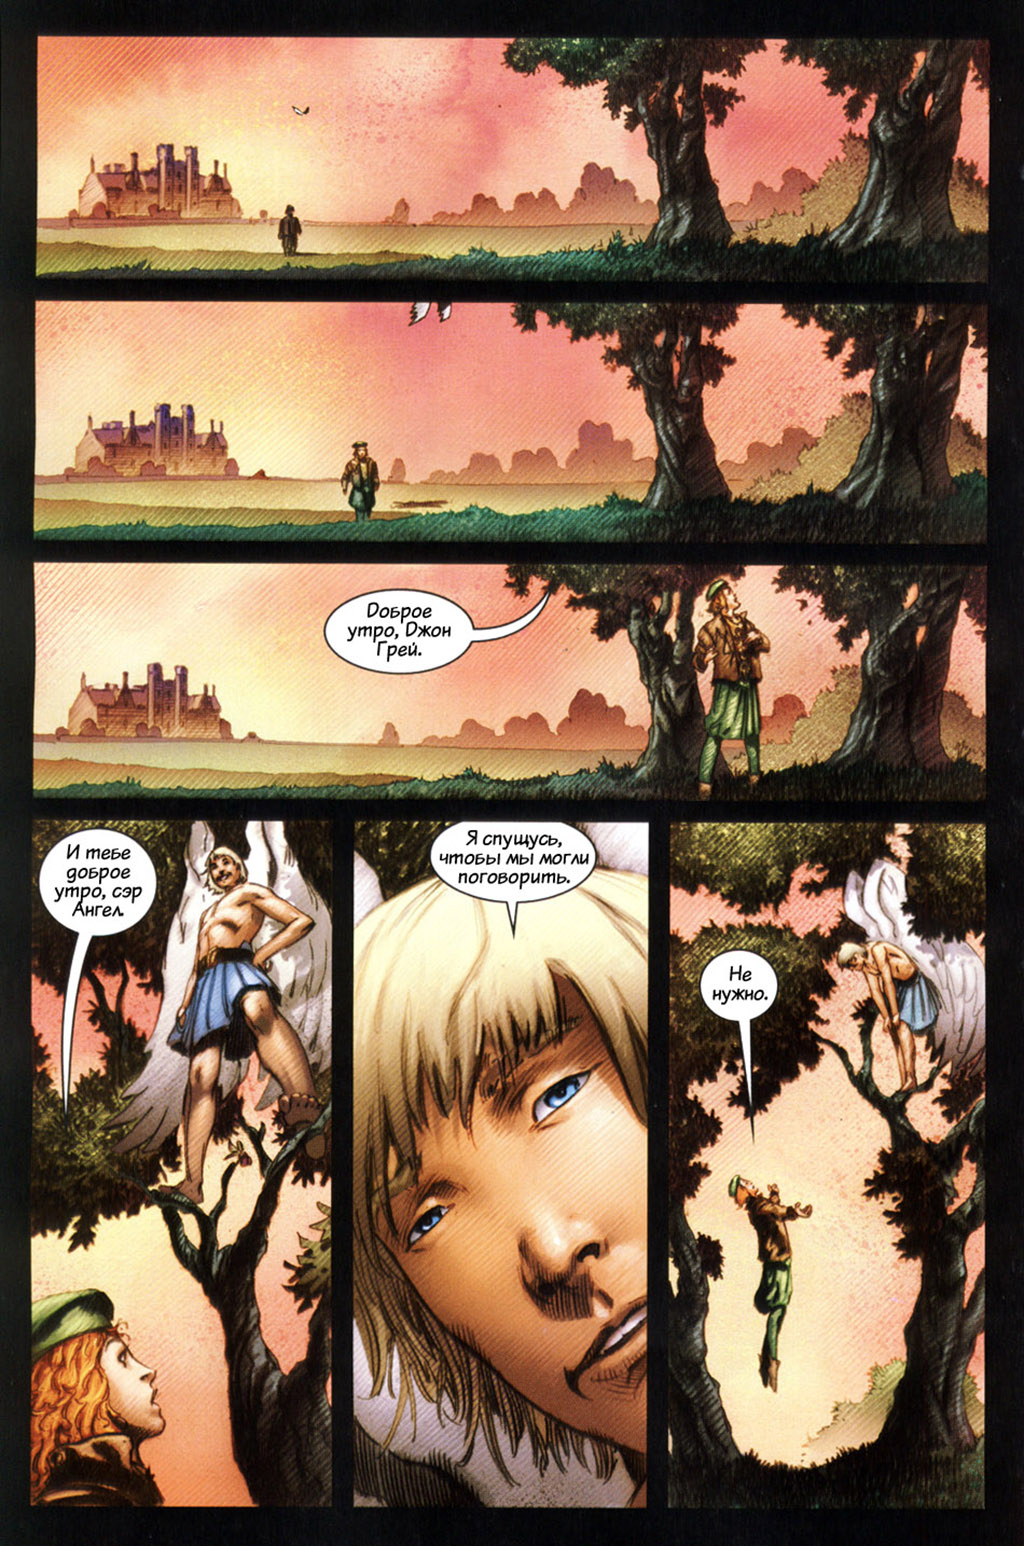 Доброе
утро, Джон
Грей.
И тебе
доброе
утро, сэр
Ангел.
Я спущусь,
чтобы мы могли
поговорить.
Не
нужно.